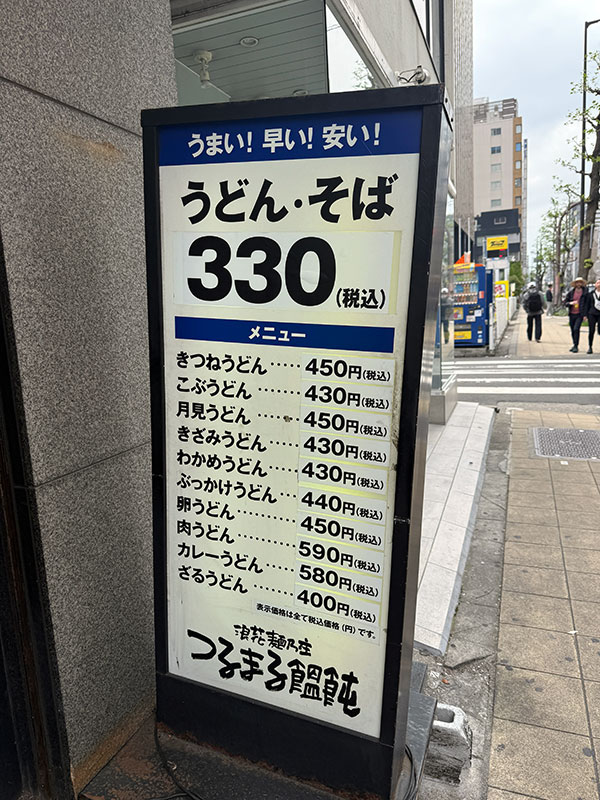 うまい！早い！安い！
うどん・そば
330(税込)
メニュー
きつねうどん・・・・・450円(税込)
こぶうどん・・・・・・・430円(税込)
月見うどん・・・・・・・450円(税込)
きざみうどん・・・・・430円(税込)
わかめうどん・・・・・430円(税込)
ぶっかけうどん・・・440円(税込)
卵うどん・・・・・・・・・450円(税込)
肉うどん・・・・・・・・・590円(税込)
カレーうどん・・・・・580円(税込)
ざるうどん・・・・・・・400円(税込)
表示価格は全て税込価格（円）です。
浪花麺乃庄
つるまる饂飩